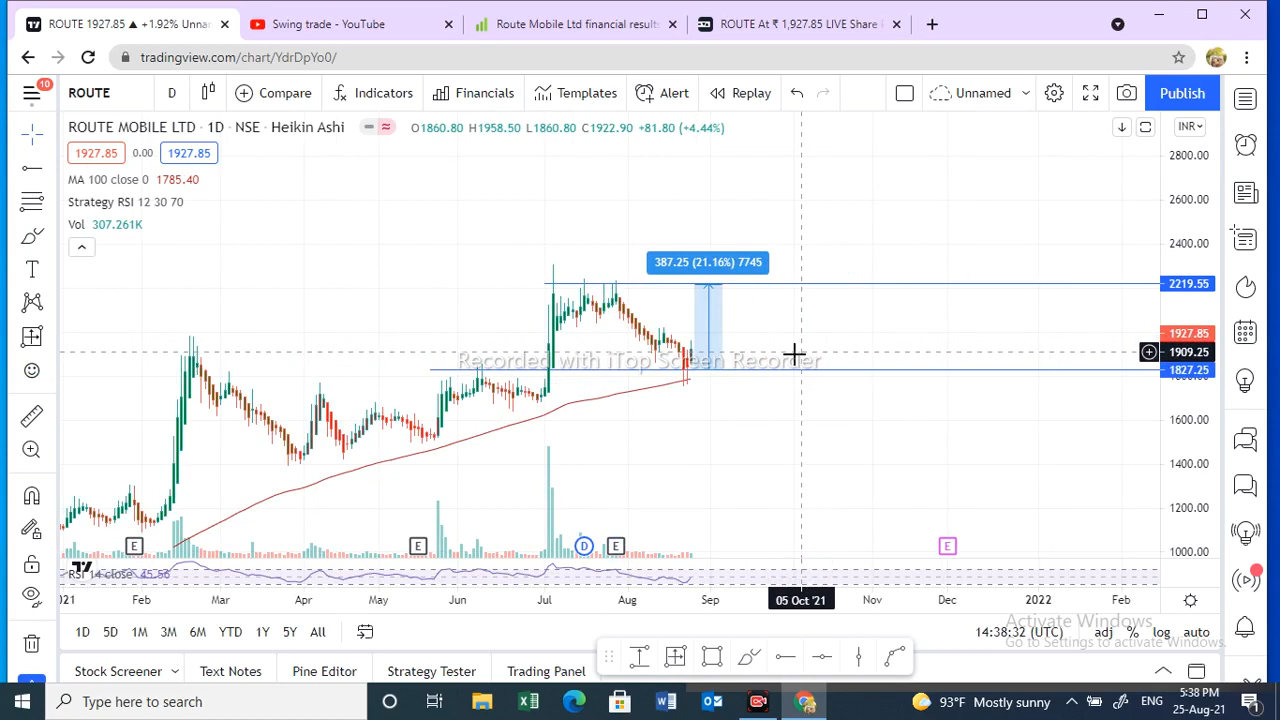 ROUTE 1927.85 ▲ +1.92% Unnar
Swing trade - YouTube
Route Mobile Ltd financial results
ROUTE At ₹ 1,927.85 LIVE Share
tradingview.com/chart/YdrDpYo0/
10
ROUTE
D
Compare
Indicators
Financials
Templates
Alert
Replay
Unnamed
Publish
ROUTE MOBILE LTD · 1D · NSE · Heikin Ashi
O1860.80 H1958.50 L1860.80 C1922.90 +81.80 (+4.44%)
INR
1927.85 0.00 1927.85
MA 100 close 0 1785.40
Strategy RSI 12 30 70
Vol 307.261K
387.25 (21.16%) 7745
2800.00
2600.00
2400.00
2219.55
1927.85
1909.25
1827.25
1600.00
1400.00
1200.00
1000.00
Recorded with iTop Screen Recorder
E
E
D
E
E
RSI 14 close 45.56
Feb Mar Apr May Jun Jul Aug Sep 05 Oct '21 Nov Dec 2022 Feb
1D 5D 1M 3M 6M YTD 1Y 5Y All
14:38:32 (UTC) adj % log auto
Activate Windows
Go to Settings to activate Windows.
Stock Screener
Text Notes
Pine Editor
Strategy Tester
Trading Panel
Type here to search
93°F Mostly sunny
ENG
5:38 PM
25-Aug-21
1